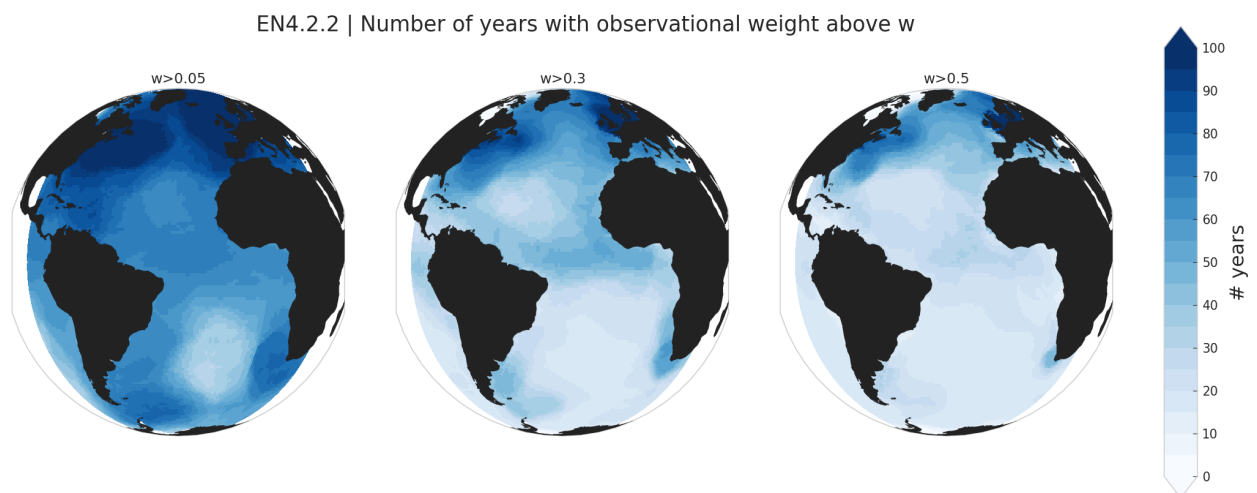 EN4.2.2 | Number of years with observational weight above w
w>0.05
w>0.3
w>0.5
100
90
80
70
60
50
40
30
20
10
0
# years